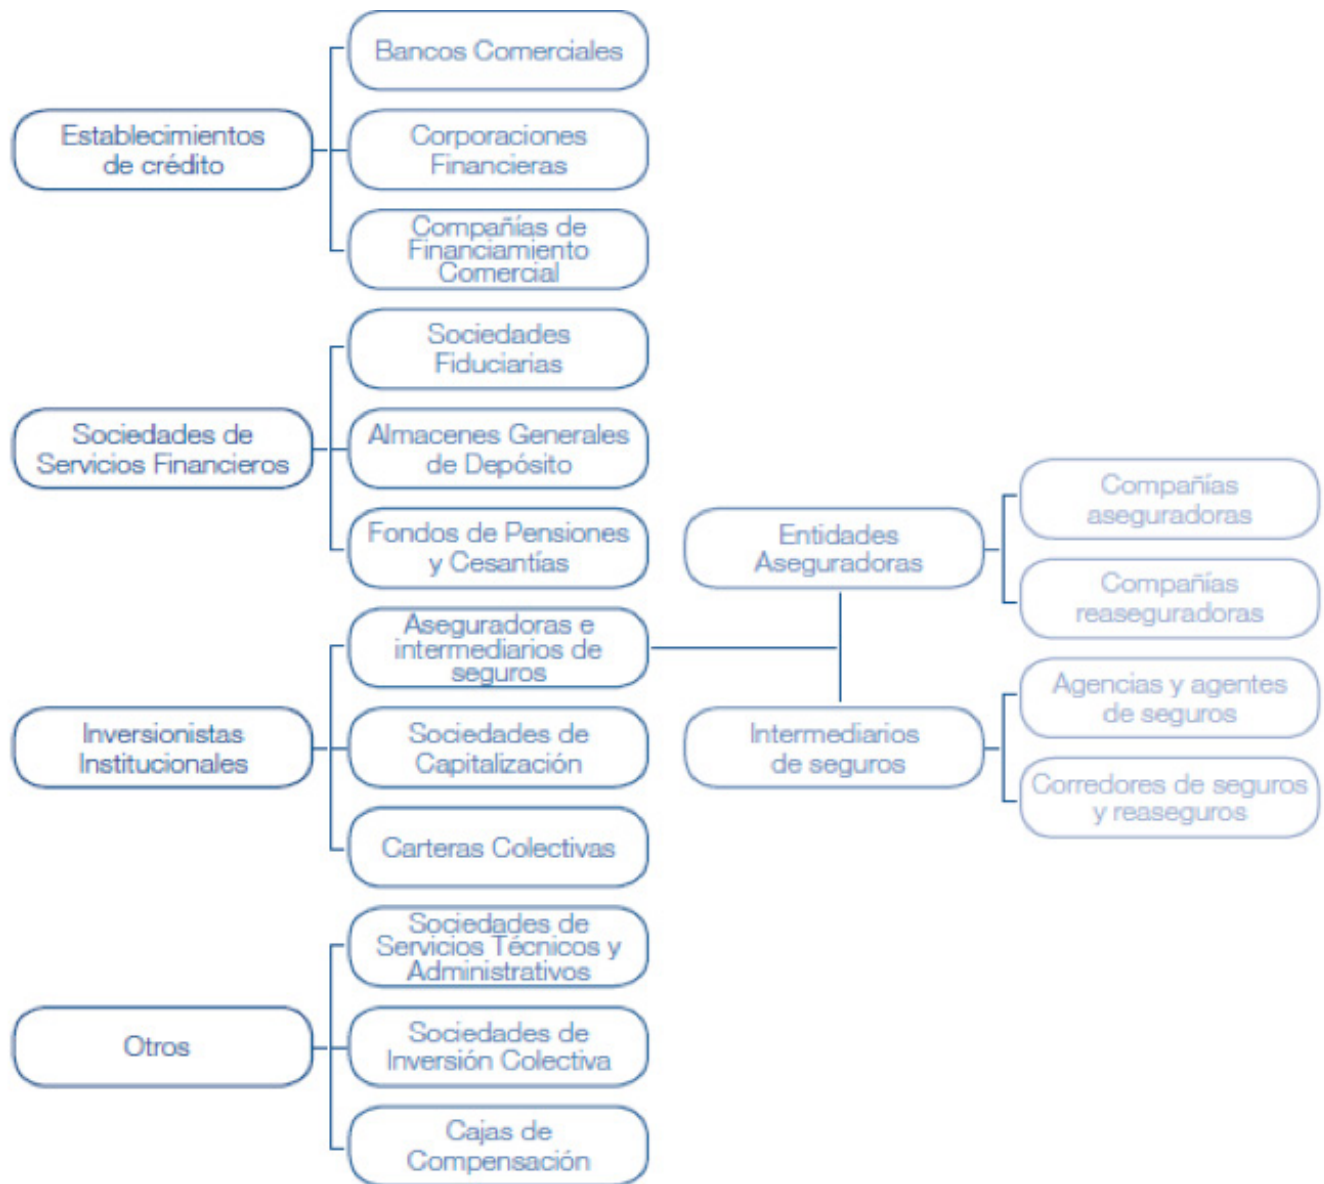 Bancos Comerciales
Establecimientos
de crédito
Corporaciones
Financieras
Compañías de
Financiamiento
Comercial
Sociedades
Fiduciarias
Sociedades de
Servicios Financieros
Almacenes Generales
de Depósito
Fondos de Pensiones
y Cesantías
Inversionistas
Institucionales
Aseguradoras e
intermediarios de
seguros
Entidades
Aseguradoras
Compañías
aseguradoras
Compañías
reaseguradoras
Intermediarios
de seguros
Agencias y agentes
de seguros
Corredores de seguros
y reaseguros
Sociedades de
Capitalización
Carteras Colectivas
Otros
Sociedades de
Servicios Técnicos y
Administrativos
Sociedades de
Inversión Colectiva
Cajas de
Compensación